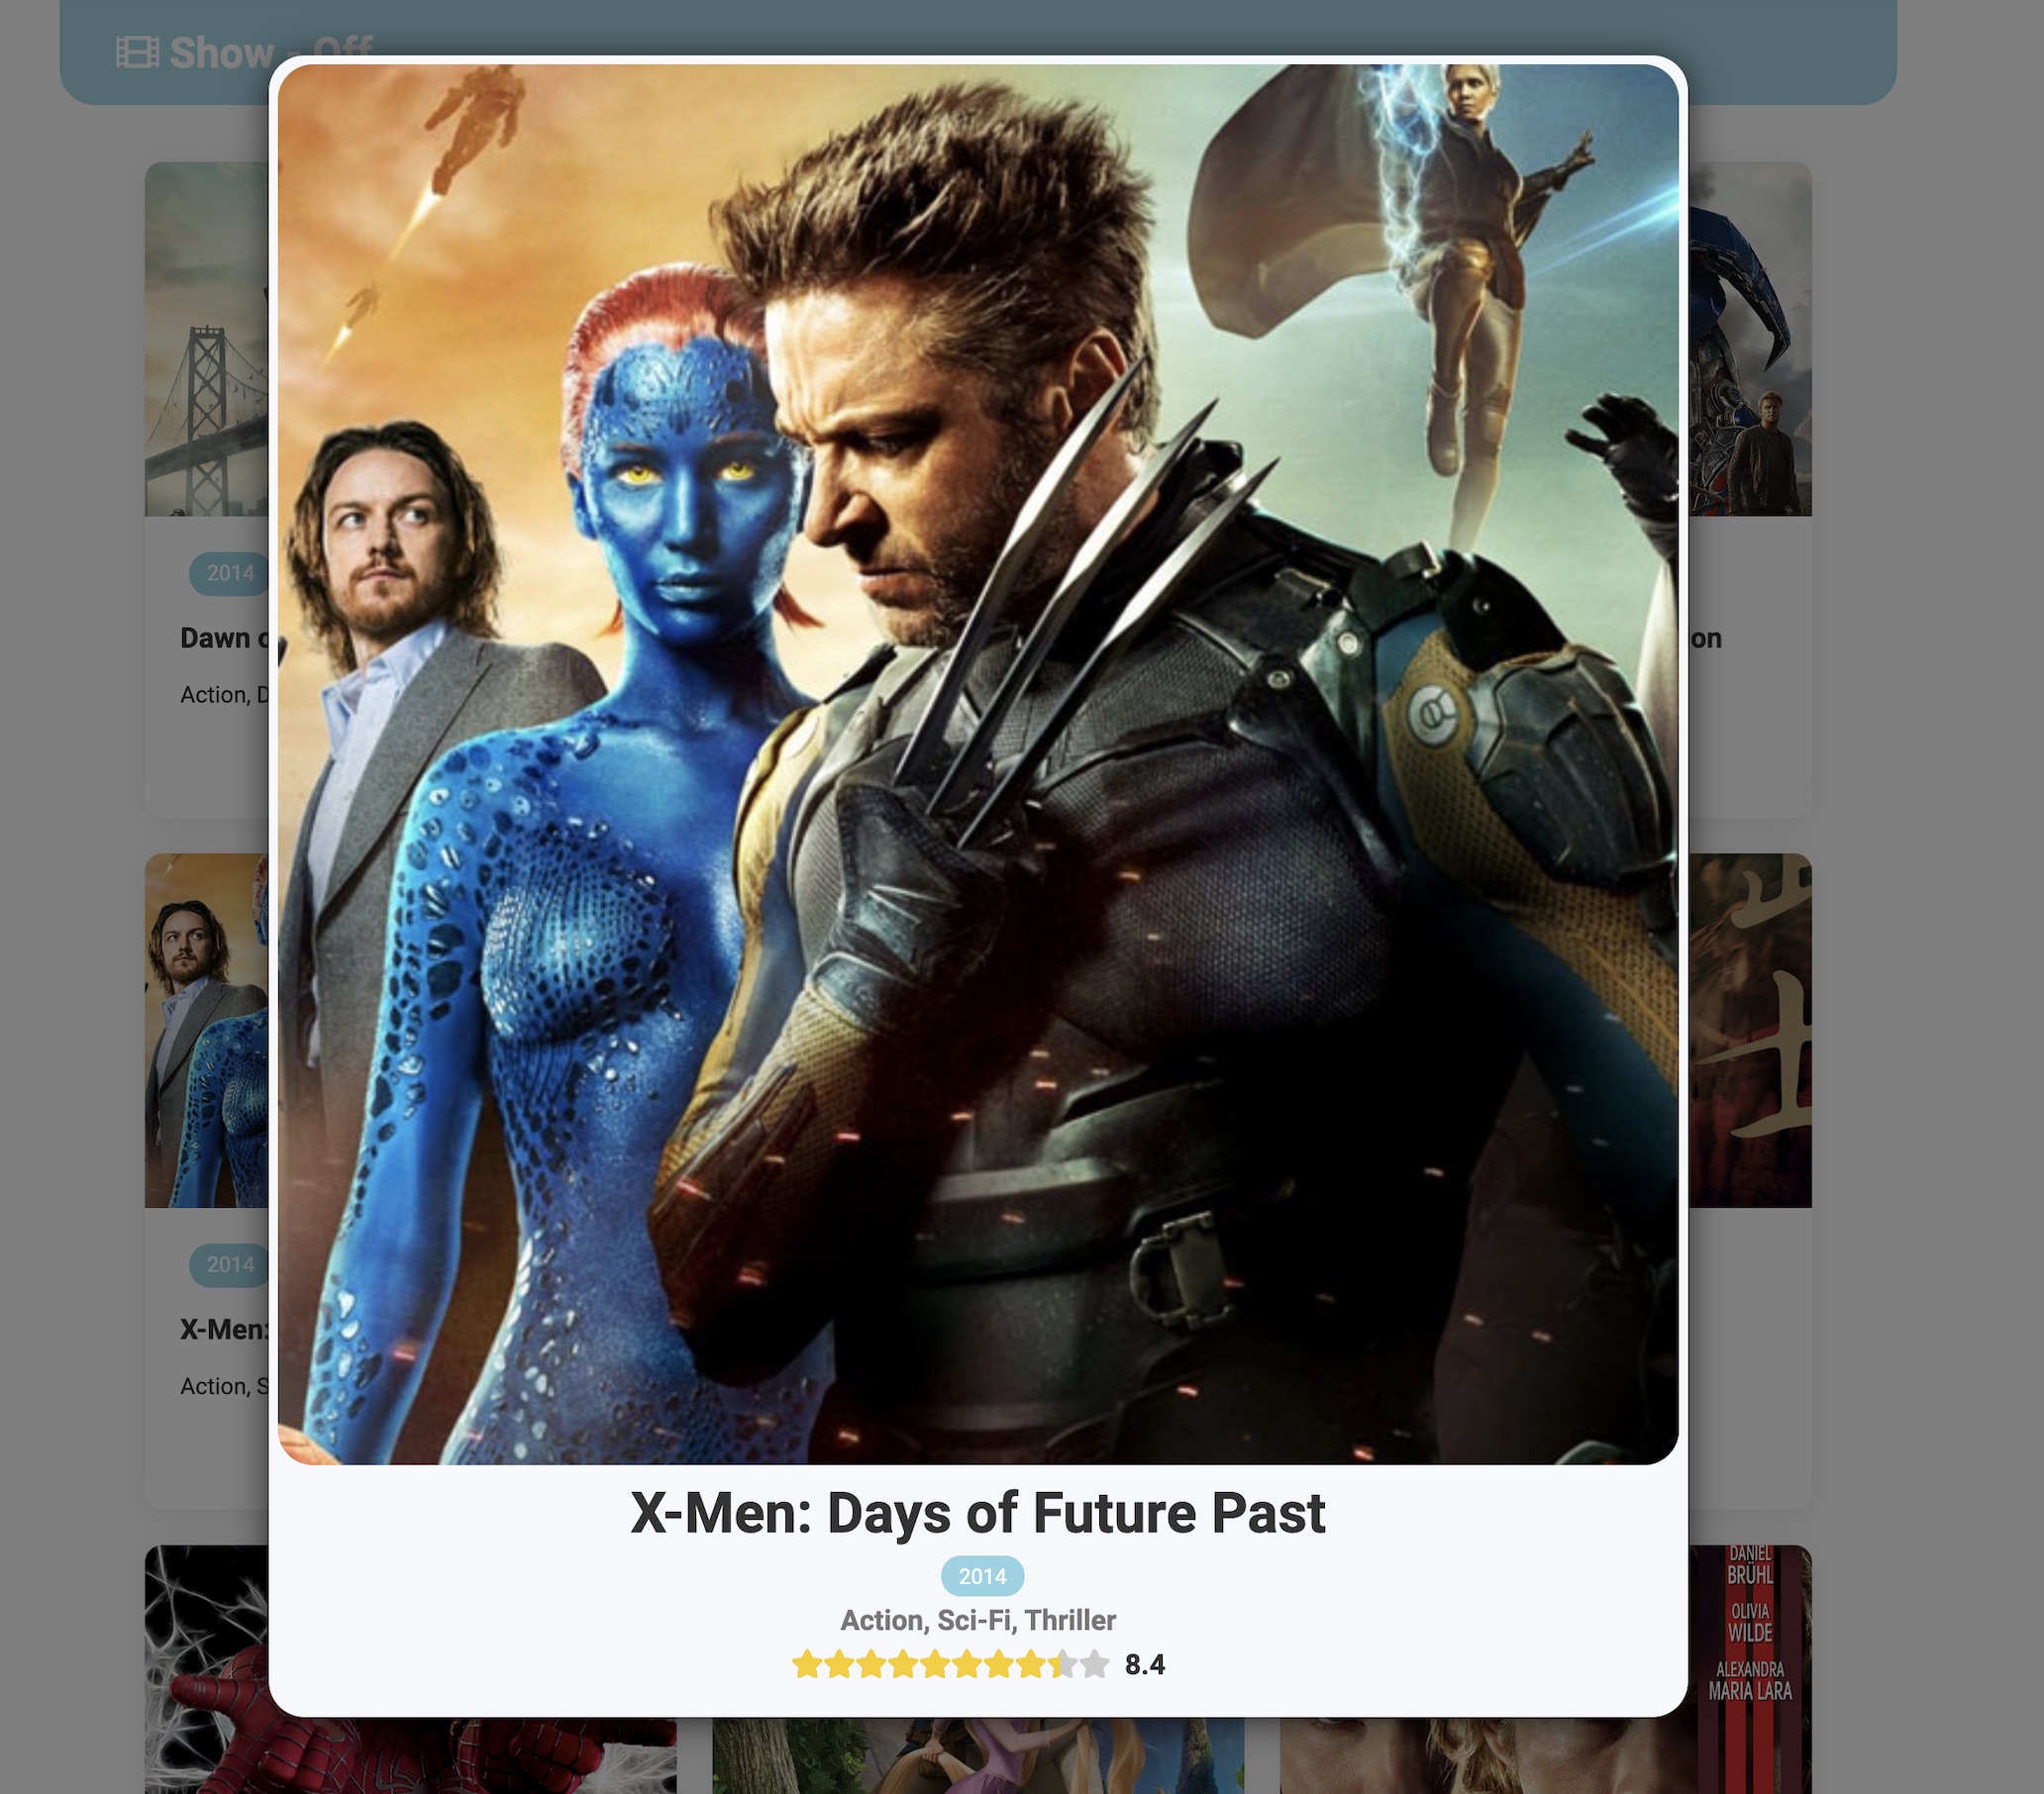 Show - Off
2014
Dawn
Action,
on
2014
X-Men:
Action,
X-Men: Days of Future Past
2014
Action, Sci-Fi, Thriller
8.4
DANIEL
BRÜHL
OLIVIA
WILDE
ALEXANDRA
MARIA LARA